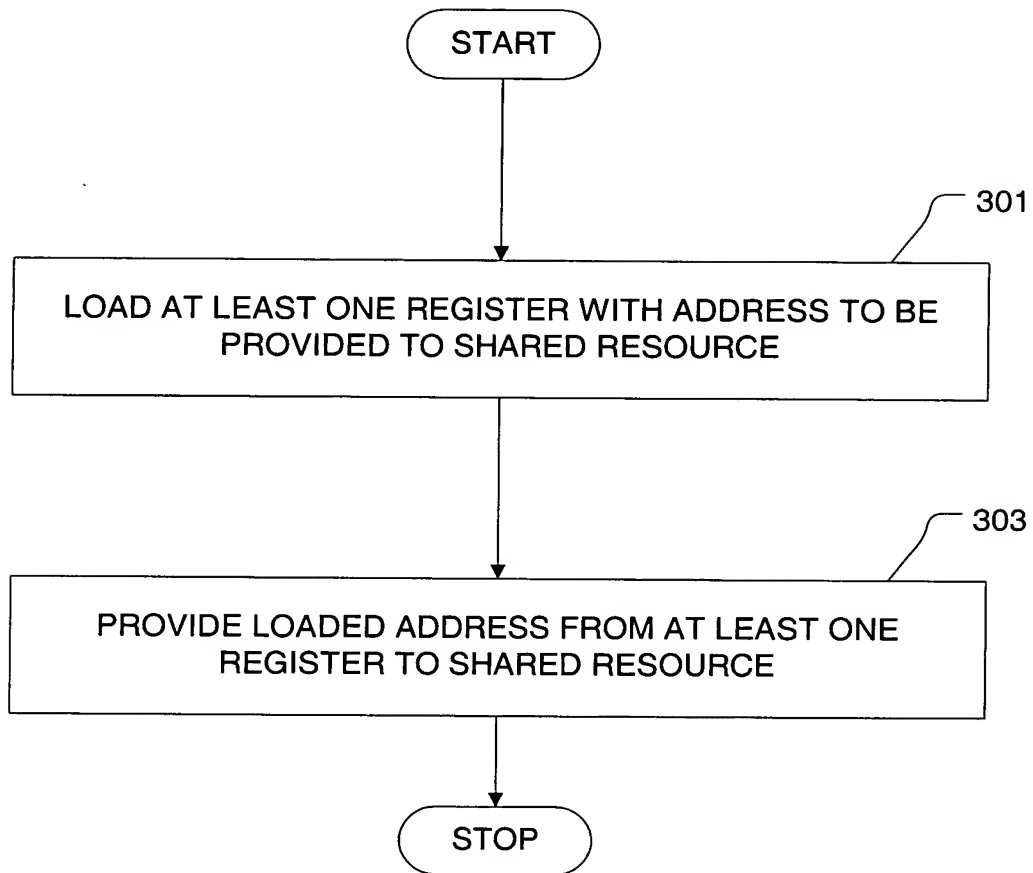 START
301
LOAD AT LEAST ONE REGISTER WITH ADDRESS TO BE
PROVIDED TO SHARED RESOURCE
303
PROVIDE LOADED ADDRESS FROM AT LEAST ONE
REGISTER TO SHARED RESOURCE
STOP